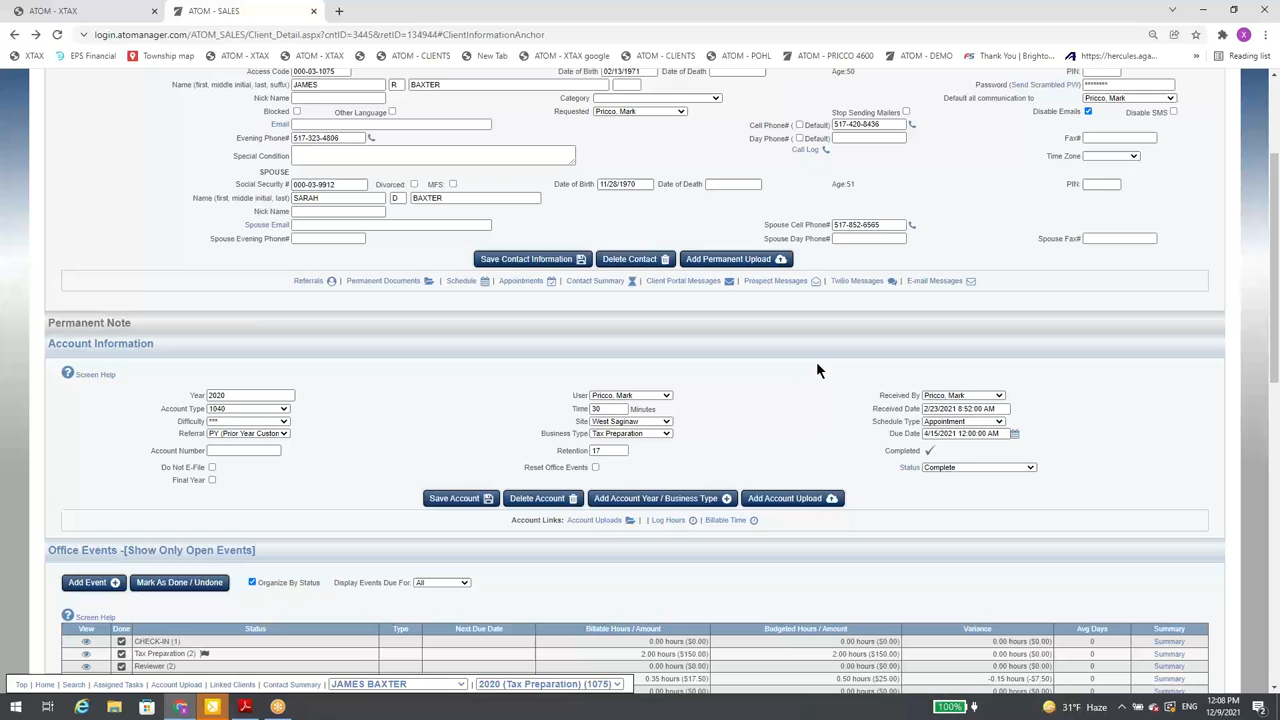 ATOM - XTAX × ATOM - SALES × +
login.atomanager.com/ATOM_SALES/Client_Detail.aspx?cntID=3445&retID=134944#ClientInformationAnchor X
XTAX EPS Financial Township map ATOM - XTAX ATOM - XTAX ATOM - CLIENTS New Tab ATOM - XTAX google ATOM - CLIENTS ATOM - POHL ATOM - PRICCO 4600 ATOM - DEMO Thank You | Brighto... https://hercules.aga... » Reading list
Access Code 000-03-1075 Date of Birth 02/13/1971 Date of Death Age:50 PIN:
Name (first, middle initial, last, suffix) JAMES R BAXTER Password (Send Scrambled PW) ********
Nick Name Category Default all communication to Pricco, Mark
Blocked Other Language Requested Pricco, Mark Stop Sending Mailers Disable Emails Disable SMS
Email Cell Phone# ( Default) 517-420-8436
Evening Phone# 517-323-4806 Day Phone# ( Default) Fax#
Call Log
Special Condition Time Zone
SPOUSE
Social Security # 000-03-9912 Divorced: MFS: Date of Birth 11/28/1970 Date of Death Age:51 PIN:
Name (first, middle initial, last) SARAH D BAXTER
Nick Name
Spouse Email Spouse Cell Phone# 517-852-6565
Spouse Evening Phone# Spouse Day Phone# Spouse Fax#
Save Contact Information Delete Contact Add Permanent Upload
Referrals | Permanent Documents | Schedule | Appointments | Contact Summary | Client Portal Messages | Prospect Messages | Twilio Messages | E-mail Messages
Permanent Note
Account Information
? Screen Help
Year 2020 User Pricco, Mark Received By Pricco, Mark
Account Type 1040 Time 30 Minutes Received Date 2/23/2021 8:52:00 AM
Difficulty *** Site West Saginaw Schedule Type Appointment
Referral PY (Prior Year Custon Business Type Tax Preparation Due Date 4/15/2021 12:00:00 AM
Account Number Retention 17 Completed ✓
Do Not E-File Reset Office Events Status Complete
Final Year
Save Account Delete Account Add Account Year / Business Type Add Account Upload
Account Links: Account Uploads | | Log Hours | Billable Time
Office Events -[Show Only Open Events]
Add Event Mark As Done / Undone Organize By Status Display Events Due For: All
? Screen Help
View Done Status Type Next Due Date Billable Hours / Amount Budgeted Hours / Amount Variance Avg Days Summary
CHECK-IN (1) 0.00 hours ($0.00) 0.00 hours ($0.00) 0.00 hours ($0.00) 0 Summary
Tax Preparation (2) 2.00 hours ($150.00) 2.00 hours ($150.00) 0.00 hours ($0.00) 0 Summary
Reviewer (2) 0.00 hours ($0.00) 0.00 hours ($0.00) 0.00 hours ($0.00) 0 Summary
0.35 hours ($17.50) 0.50 hours ($25.00) -0.15 hours ($-7.50) 0 Summary
Top | Home | Search | Assigned Tasks | Account Upload | Linked Clients | Contact Summary | JAMES BAXTER | 2020 (Tax Preparation) (1075)
100% 31°F Haze ENG 12:08 PM
12/9/2021 2